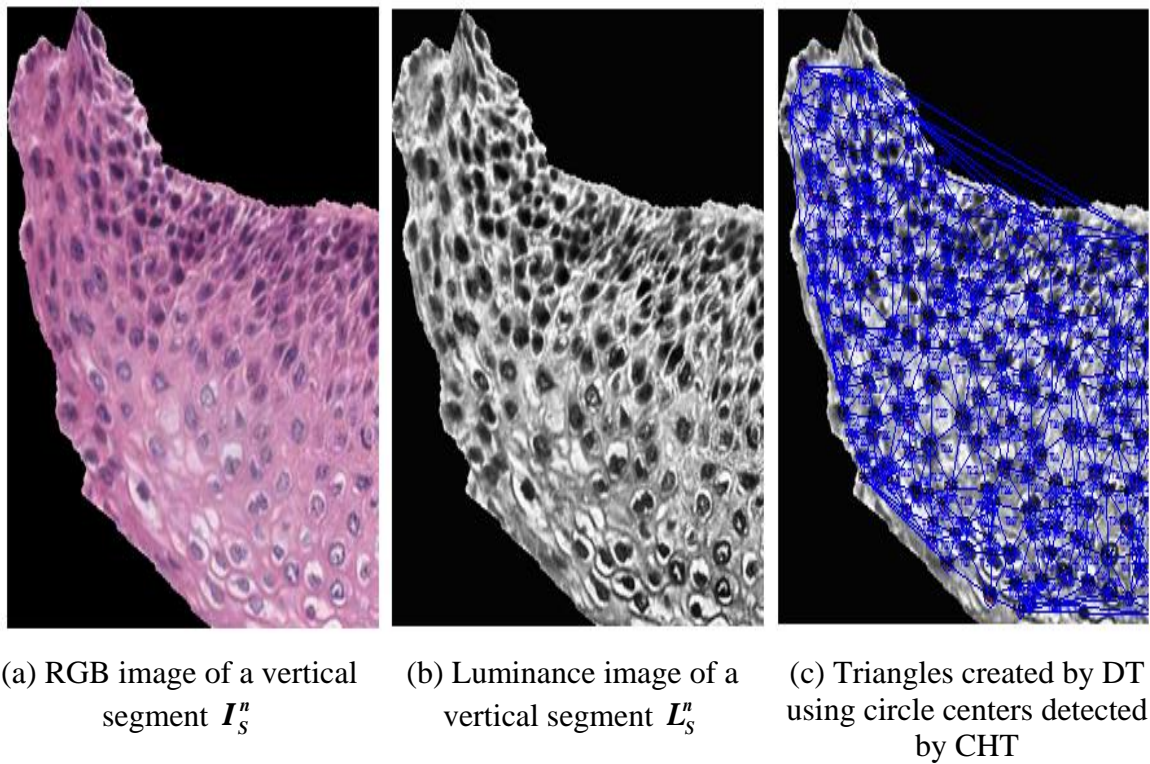 (a) RGB image of a vertical
segment I_S^n
(b) Luminance image of a
vertical segment L_S^n
(c) Triangles created by DT
using circle centers detected
by CHT